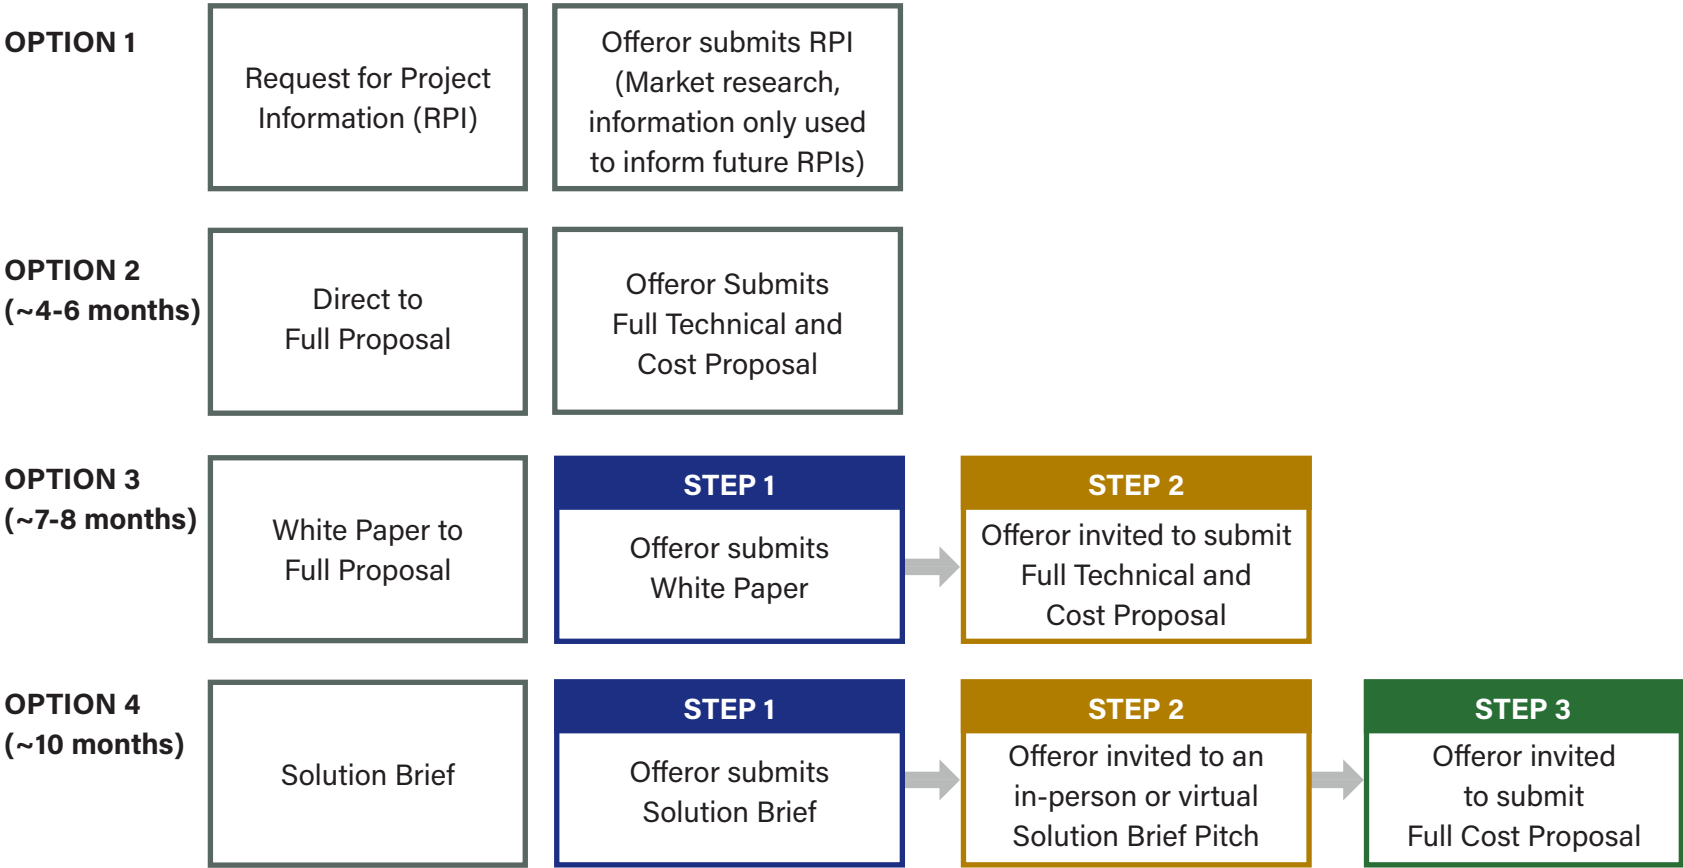 OPTION 1
Request for Project
Information (RPI)
Offeror submits RPI
(Market research,
information only used
to inform future RPIs)
OPTION 2
(~4-6 months)
Direct to
Full Proposal
Offeror Submits
Full Technical and
Cost Proposal
OPTION 3
(~7-8 months)
White Paper to
Full Proposal
STEP 1
Offeror submits
White Paper
STEP 2
Offeror invited to submit
Full Technical and
Cost Proposal
OPTION 4
(~10 months)
Solution Brief
STEP 1
Offeror submits
Solution Brief
STEP 2
Offeror invited to an
in-person or virtual
Solution Brief Pitch
STEP 3
Offeror invited
to submit
Full Cost Proposal